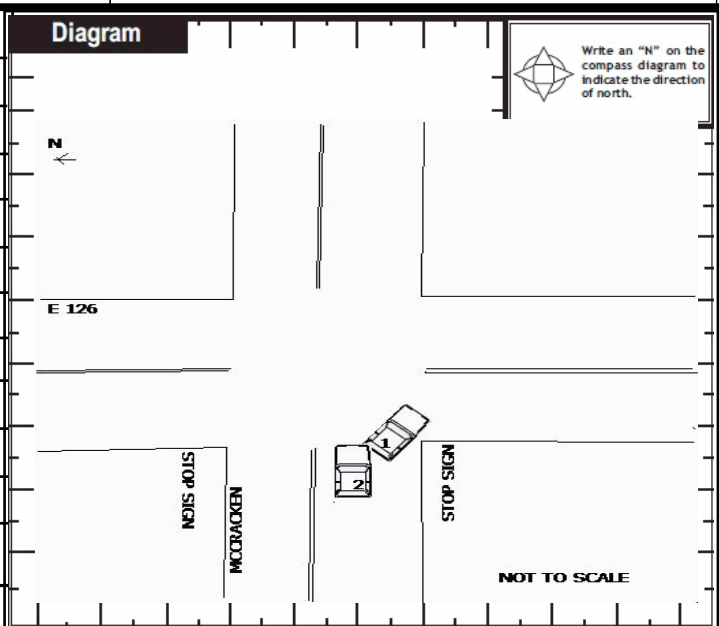 Diagram
Write an “N” on the
compass diagram to
indicate the direction
of north.
N
E 126
1
2
STOP SIGN
MCCRACKEN
STOP SIGN
NOT TO SCALE